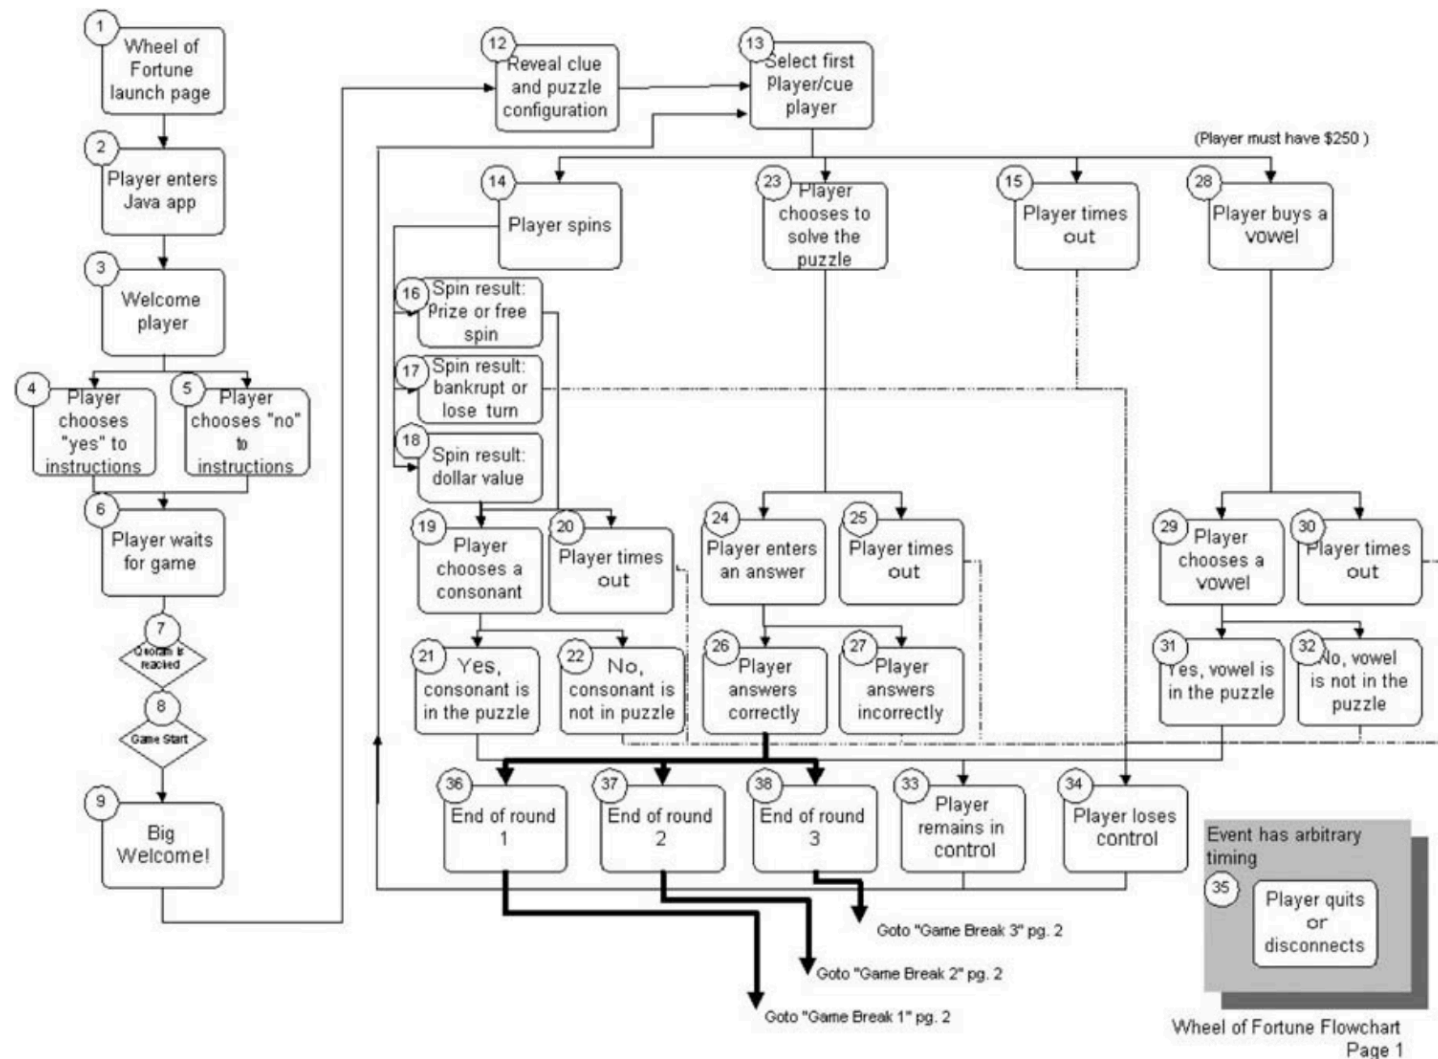 1
Wheel of
Fortune
launch page
2
Player enters
Java app
3
Welcome
player
4
Player
chooses
"yes" to
instructions
5
Player
chooses "no"
to
instructions
6
Player waits
for game
7
Quoram is
reached
8
Game Start
9
Big
Welcome!
12
Reveal clue
and puzzle
configuration
13
Select first
Player/cue
player
(Player must have $250 )
14
Player spins
23
Player
chooses to
solve the
puzzle
15
Player times
out
28
Player buys a
vowel
16
Spin result:
Prize or free
spin
17
Spin result:
bankrupt or
lose turn
18
Spin result:
dollar value
19
Player
chooses a
consonant
20
Player times
out
24
Player enters
an answer
25
Player times
out
29
Player
chooses a
vowel
30
Player times
out
21
Yes,
consonant is
in the puzzle
22
No,
consonant is
not in puzzle
26
Player
answers
correctly
27
Player
answers
incorrectly
31
Yes, vowel is
in the puzzle
32
No, vowel
is not in the
puzzle
36
End of round
1
37
End of round
2
38
End of round
3
33
Player
remains in
control
34
Player loses
control
Event has arbitrary
timing
35
Player quits
or
disconnects
Goto "Game Break 3" pg. 2
Goto "Game Break 2" pg. 2
Goto "Game Break 1" pg. 2
Wheel of Fortune Flowchart
Page 1